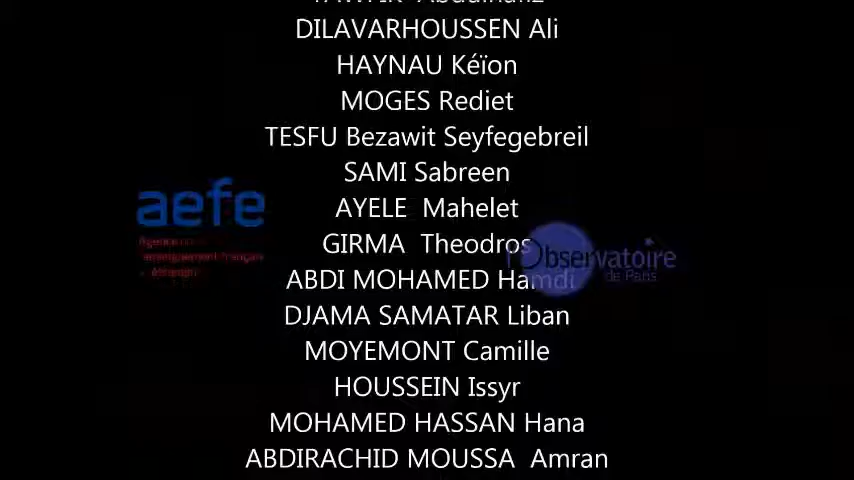 DILAVARHOUSSEN Ali
HAYNAU Kéïon
MOGES Rediet
TESFU Bezawit Seyfegebreil
SAMI Sabreen
aefe
AYELE Mahelet
GIRMA Theodros
ABDI MOHAMED Hamdi
l'Observatoire
de Paris
DJAMA SAMATAR Liban
MOYEMONT Camille
HOUSSEIN Issyr
MOHAMED HASSAN Hana
ABDIRACHID MOUSSA Amran